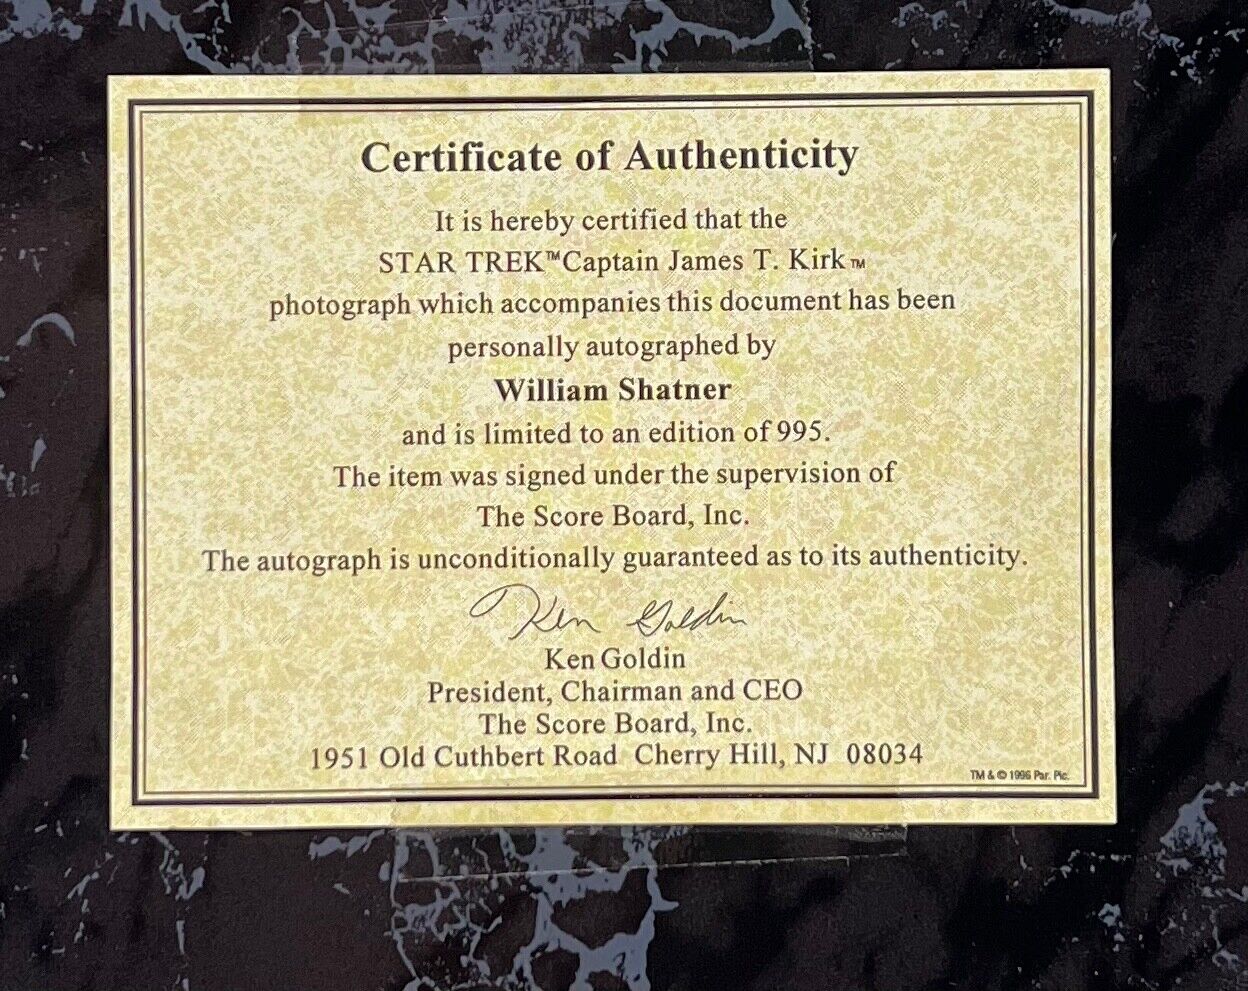 Certificate of Authenticity
It is hereby certified that the
STAR TREK™Captain James T. Kirk™
photograph which accompanies this document has been
personally autographed by
William Shatner
and is limited to an edition of 995.
The item was signed under the supervision of
The Score Board, Inc.
The autograph is unconditionally guaranteed as to its authenticity.
Ken Goldin
Ken Goldin
President, Chairman and CEO
The Score Board, Inc.
1951 Old Cuthbert Road Cherry Hill, NJ 08034
TM & © 1996 Par. Pic.